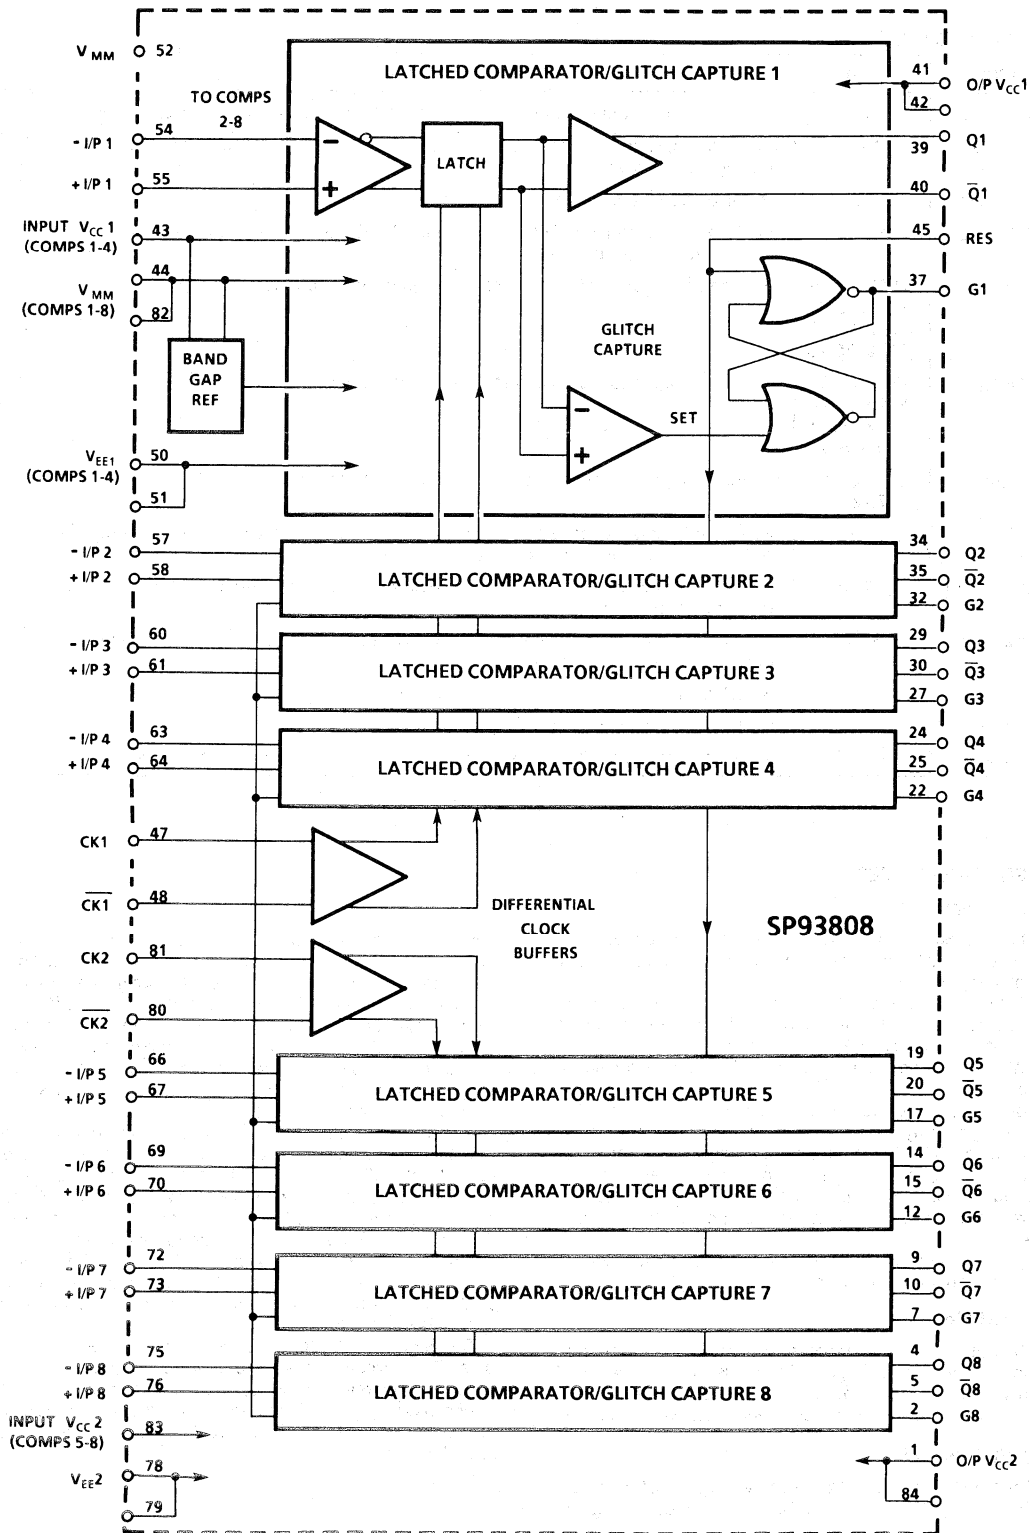 V MM 52
LATCHED COMPARATOR/GLITCH CAPTURE 1
41 O/P VCC1
42
TO COMPS
2-8
- I/P 1 54
-
LATCH
39 Q1
+ I/P 1 55
+
40 Q̅1
INPUT VCC 1
(COMPS 1-4)
43
45 RES
44
V MM
(COMPS 1-8)
82
37 G1
BAND
GAP
REF
GLITCH
CAPTURE
-
+
SET
VEE1
(COMPS 1-4)
50
51
- I/P 2 57
+ I/P 2 58
LATCHED COMPARATOR/GLITCH CAPTURE 2
34 Q2
35 Q̅2
32 G2
- I/P 3 60
+ I/P 3 61
LATCHED COMPARATOR/GLITCH CAPTURE 3
29 Q3
30 Q̅3
27 G3
- I/P 4 63
+ I/P 4 64
LATCHED COMPARATOR/GLITCH CAPTURE 4
24 Q4
25 Q̅4
22 G4
CK1 47
C̅K̅1̅ 48
DIFFERENTIAL
CLOCK
BUFFERS
SP93808
CK2 81
C̅K̅2̅ 80
- I/P 5 66
+ I/P 5 67
LATCHED COMPARATOR/GLITCH CAPTURE 5
19 Q5
20 Q̅5
17 G5
- I/P 6 69
+ I/P 6 70
LATCHED COMPARATOR/GLITCH CAPTURE 6
14 Q6
15 Q̅6
12 G6
- I/P 7 72
+ I/P 7 73
LATCHED COMPARATOR/GLITCH CAPTURE 7
9 Q7
10 Q̅7
7 G7
- I/P 8 75
+ I/P 8 76
LATCHED COMPARATOR/GLITCH CAPTURE 8
4 Q8
5 Q̅8
2 G8
INPUT VCC 2
(COMPS 5-8)
83
VEE2 78
79
1 O/P VCC2
84